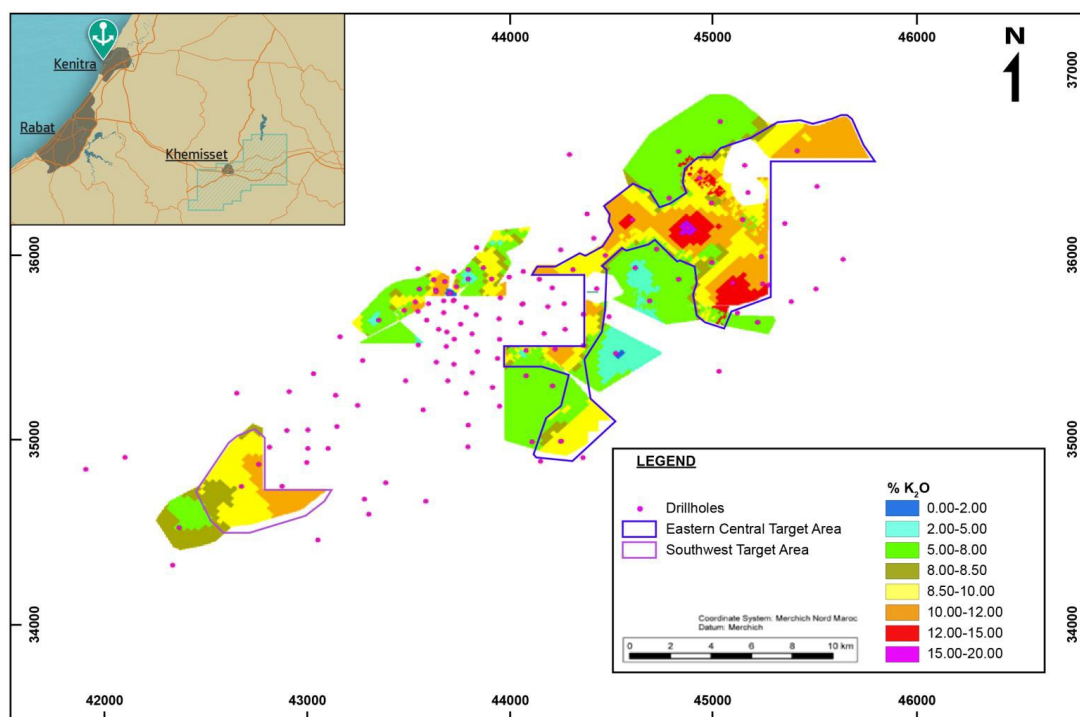 44000
45000
46000
Kenitra
Rabat
Khemisset
N
37000
36000
36000
35000
35000
34000
34000
LEGEND
Drillholes
Eastern Central Target Area
Southwest Target Area
Coordinate System: Merchich Nord Maroc
Datum: Merchich
0 2 4 6 8 10 km
% K₂O
0.00-2.00
2.00-5.00
5.00-8.00
8.00-8.50
8.50-10.00
10.00-12.00
12.00-15.00
15.00-20.00
42000
43000
44000
45000
46000